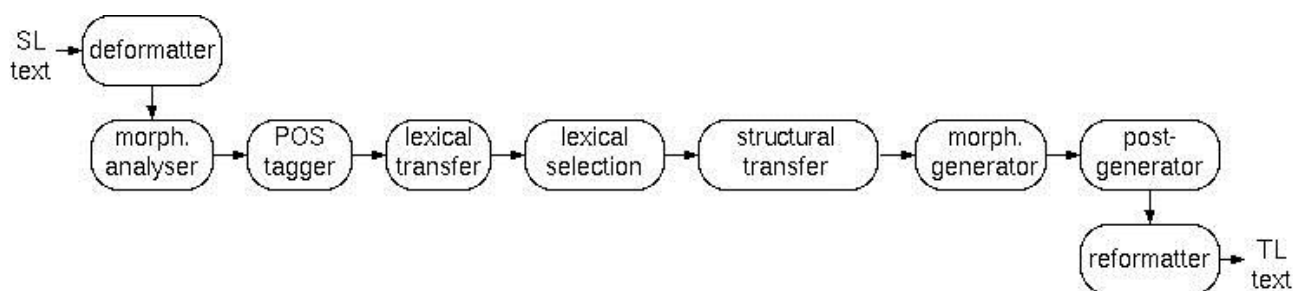 SL
text
deformatter
morph.
analyser
POS
tagger
lexical
transfer
lexical
selection
structural
transfer
morph.
generator
post-
generator
reformatter
TL
text